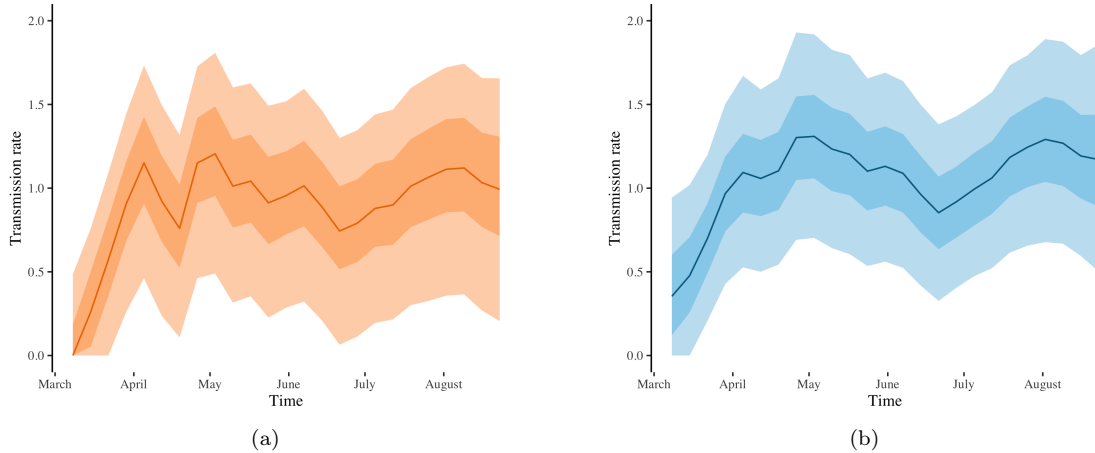 2.0
1.5
1.0
0.5
0.0
Transmission rate
March April May June July August
Time
(a)
2.0
1.5
1.0
0.5
0.0
Transmission rate
March April May June July August
Time
(b)